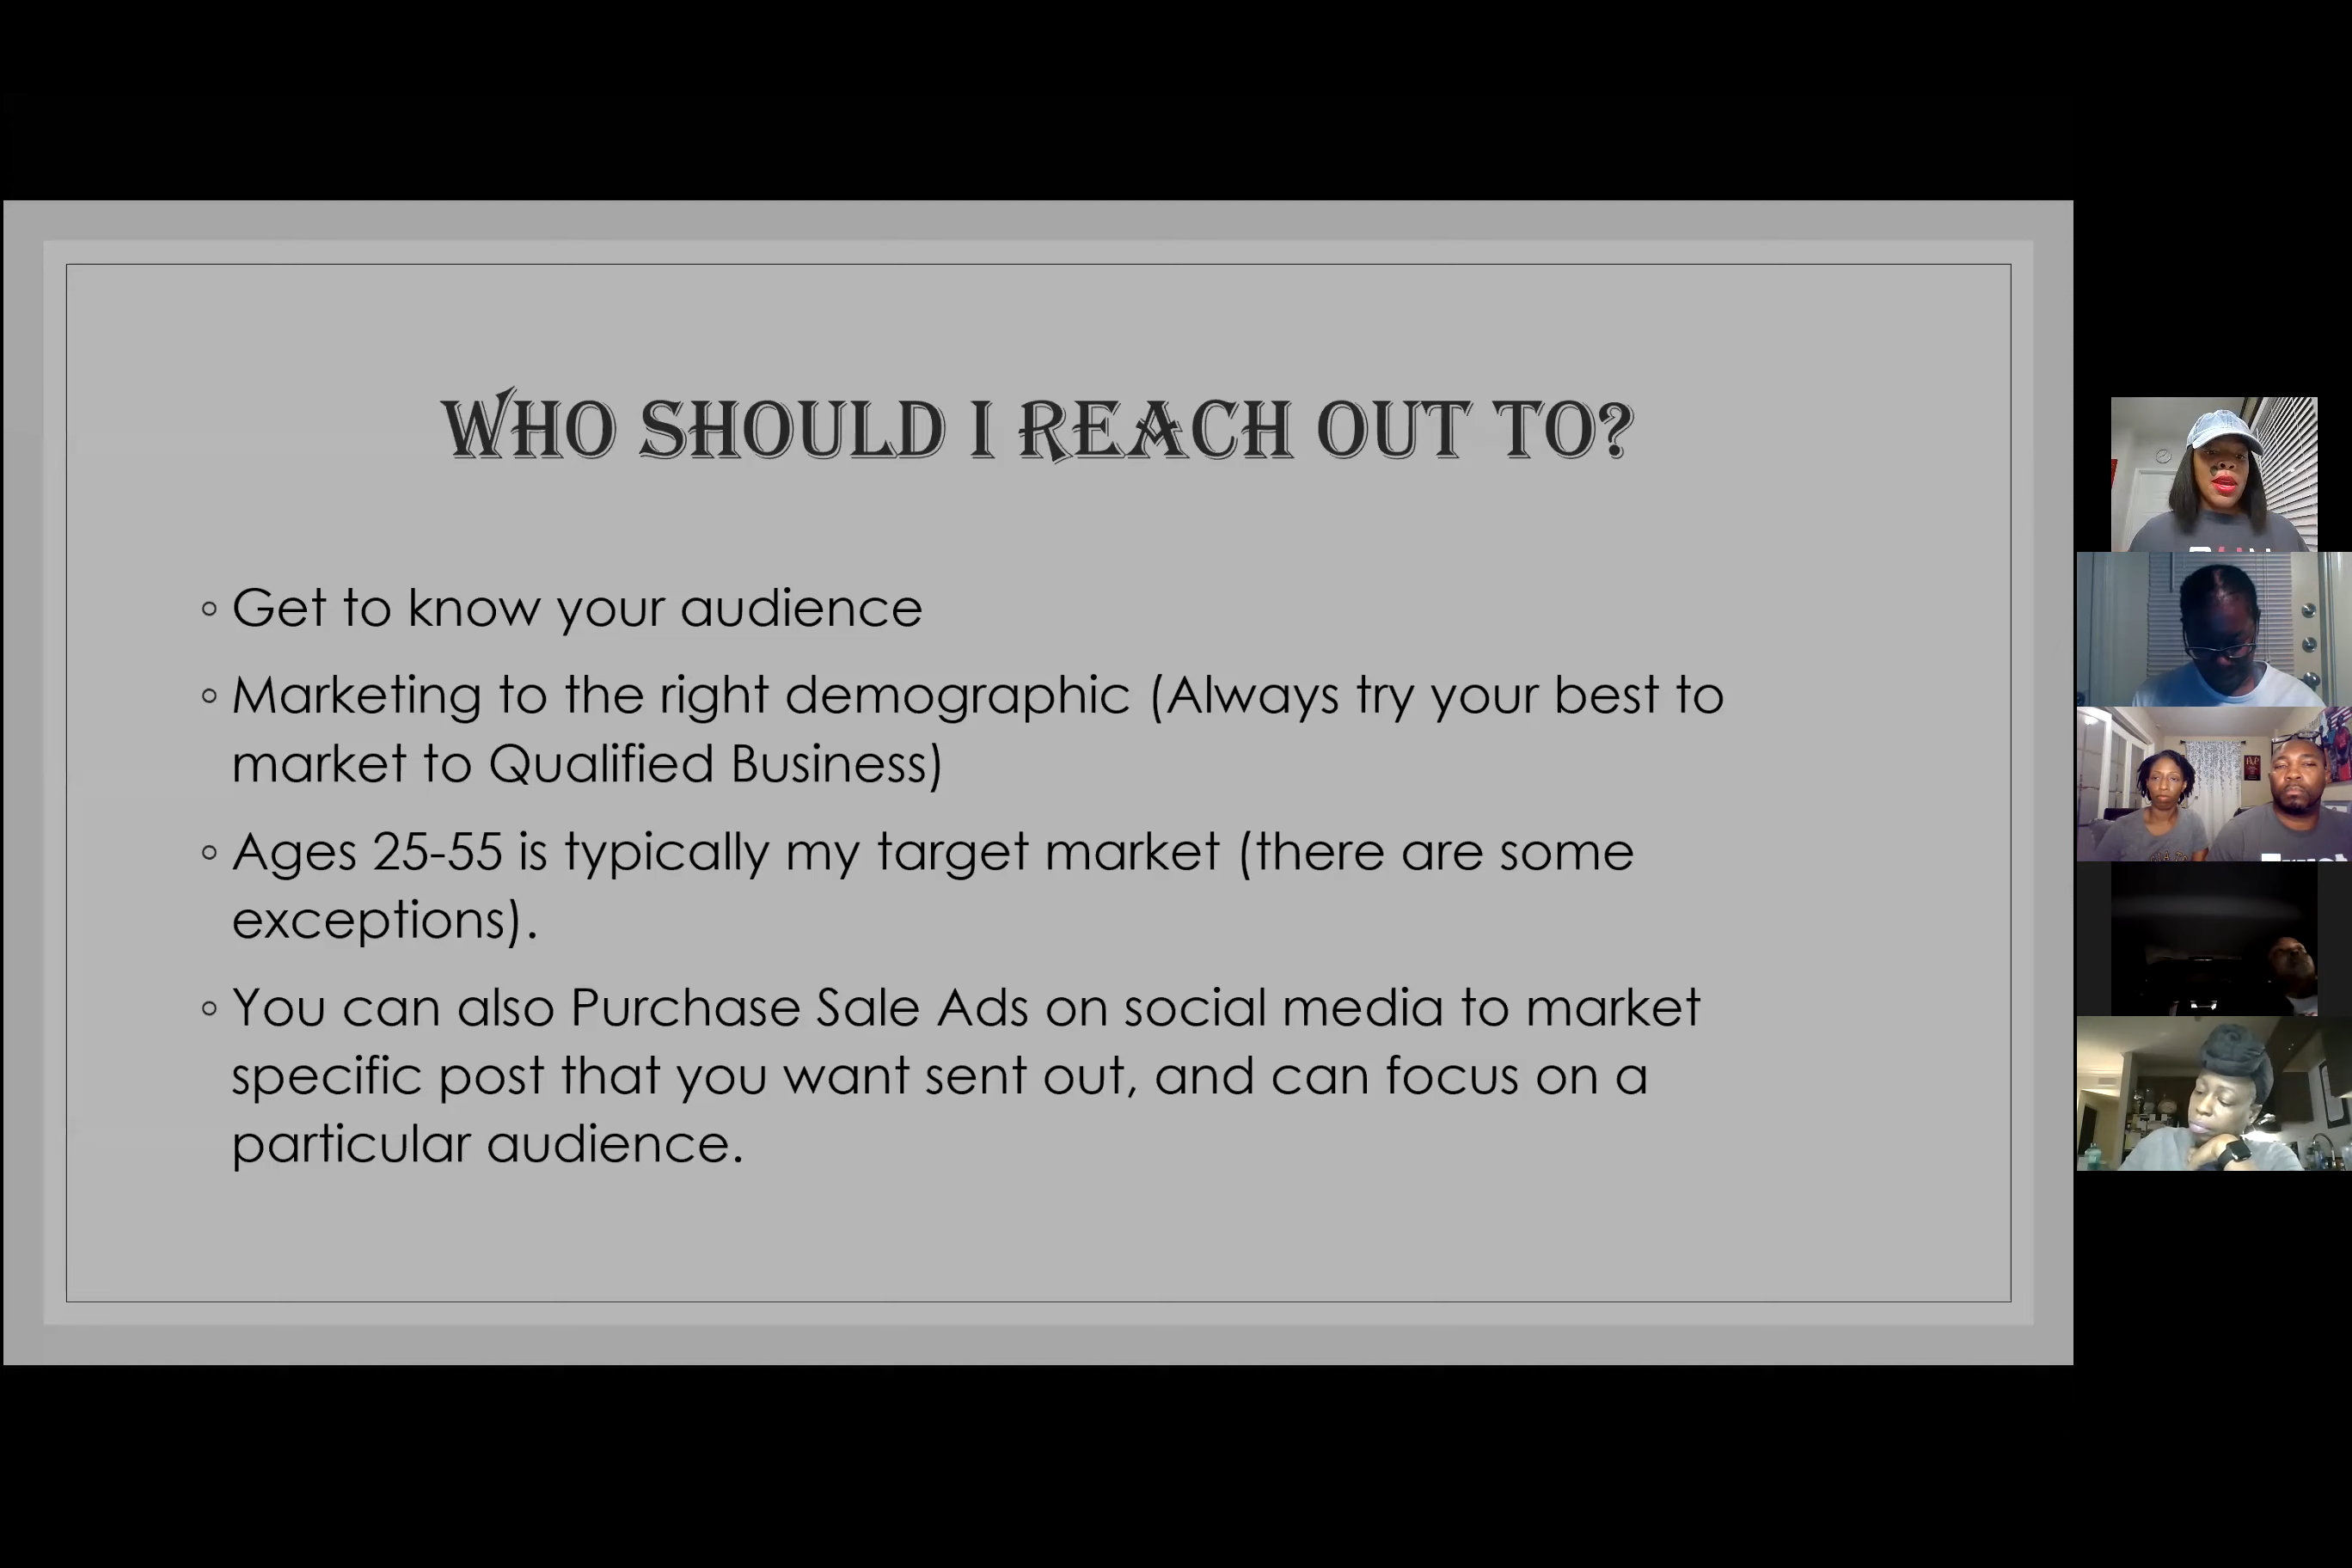 WHO SHOULD I REACH OUT TO?
◦ Get to know your audience
◦ Marketing to the right demographic (Always try your best to
market to Qualified Business)
◦ Ages 25-55 is typically my target market (there are some
exceptions).
◦ You can also Purchase Sale Ads on social media to market
specific post that you want sent out, and can focus on a
particular audience.